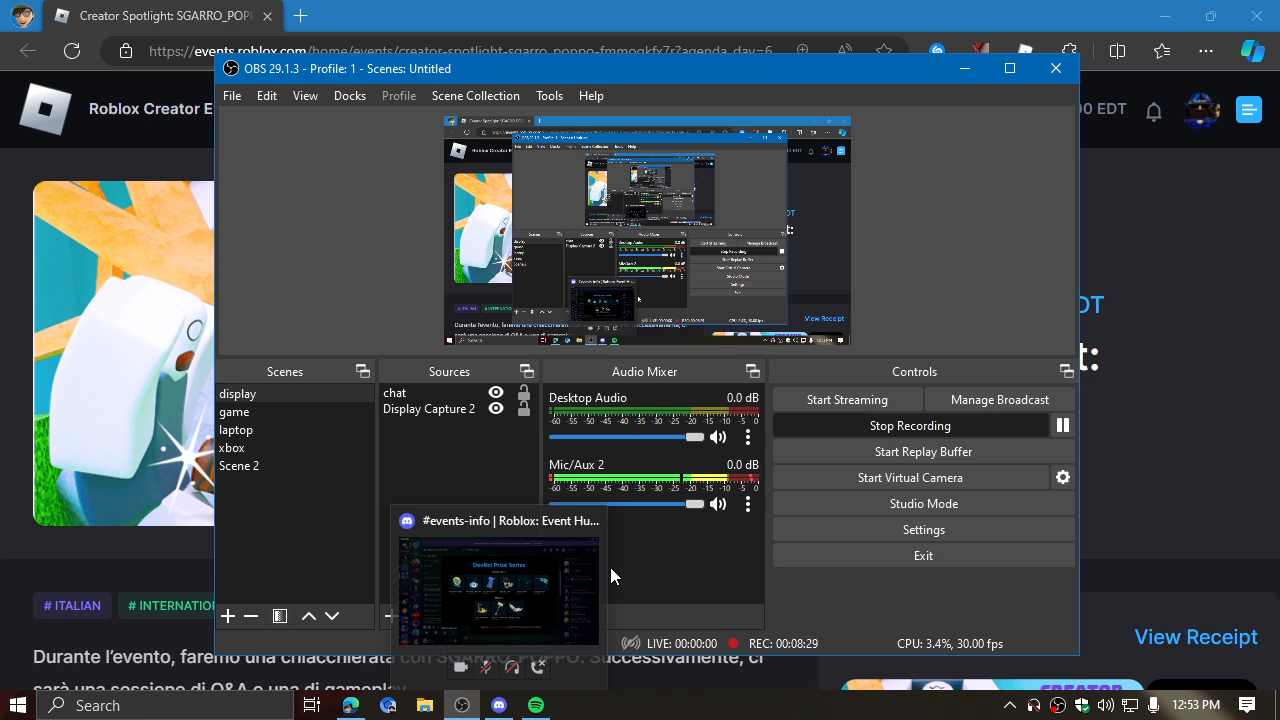 Creator Spotlight: SGARRO_POP
https://events.roblox.com/home/events/creator-spotlight-sgarro_poppo-fmmogkfx7r?agenda_day=6
OBS 29.1.3 - Profile: 1 - Scenes: Untitled
File Edit View Docks Profile Scene Collection Tools Help
Roblox Creator E
EDT
DT
t:
Scenes
display
game
laptop
xbox
Scene 2
Sources
chat
Display Capture 2
Audio Mixer
Desktop Audio 0.0 dB
-60 -55 -50 -45 -40 -35 -30 -25 -20 -15 -10 -5 0
Mic/Aux 2 0.0 dB
-60 -55 -50 -45 -40 -35 -30 -25 -20 -15 -10 -5 0
Controls
Start Streaming Manage Broadcast
Stop Recording
Start Replay Buffer
Start Virtual Camera
Studio Mode
Settings
Exit
#events-info | Roblox: Event Hu...
DevRel Prize Series
LIVE: 00:00:00 REC: 00:08:29 CPU: 3.4%, 30.00 fps
# ITALIAN # INTERNATIO
View Receipt
Durante l'evento, faremo una chiacchierata con SGARRO_POPPO. Successivamente, ci
sarà una sessione di Q&A e una di gameplay
CREATOR
Search
12:53 PM